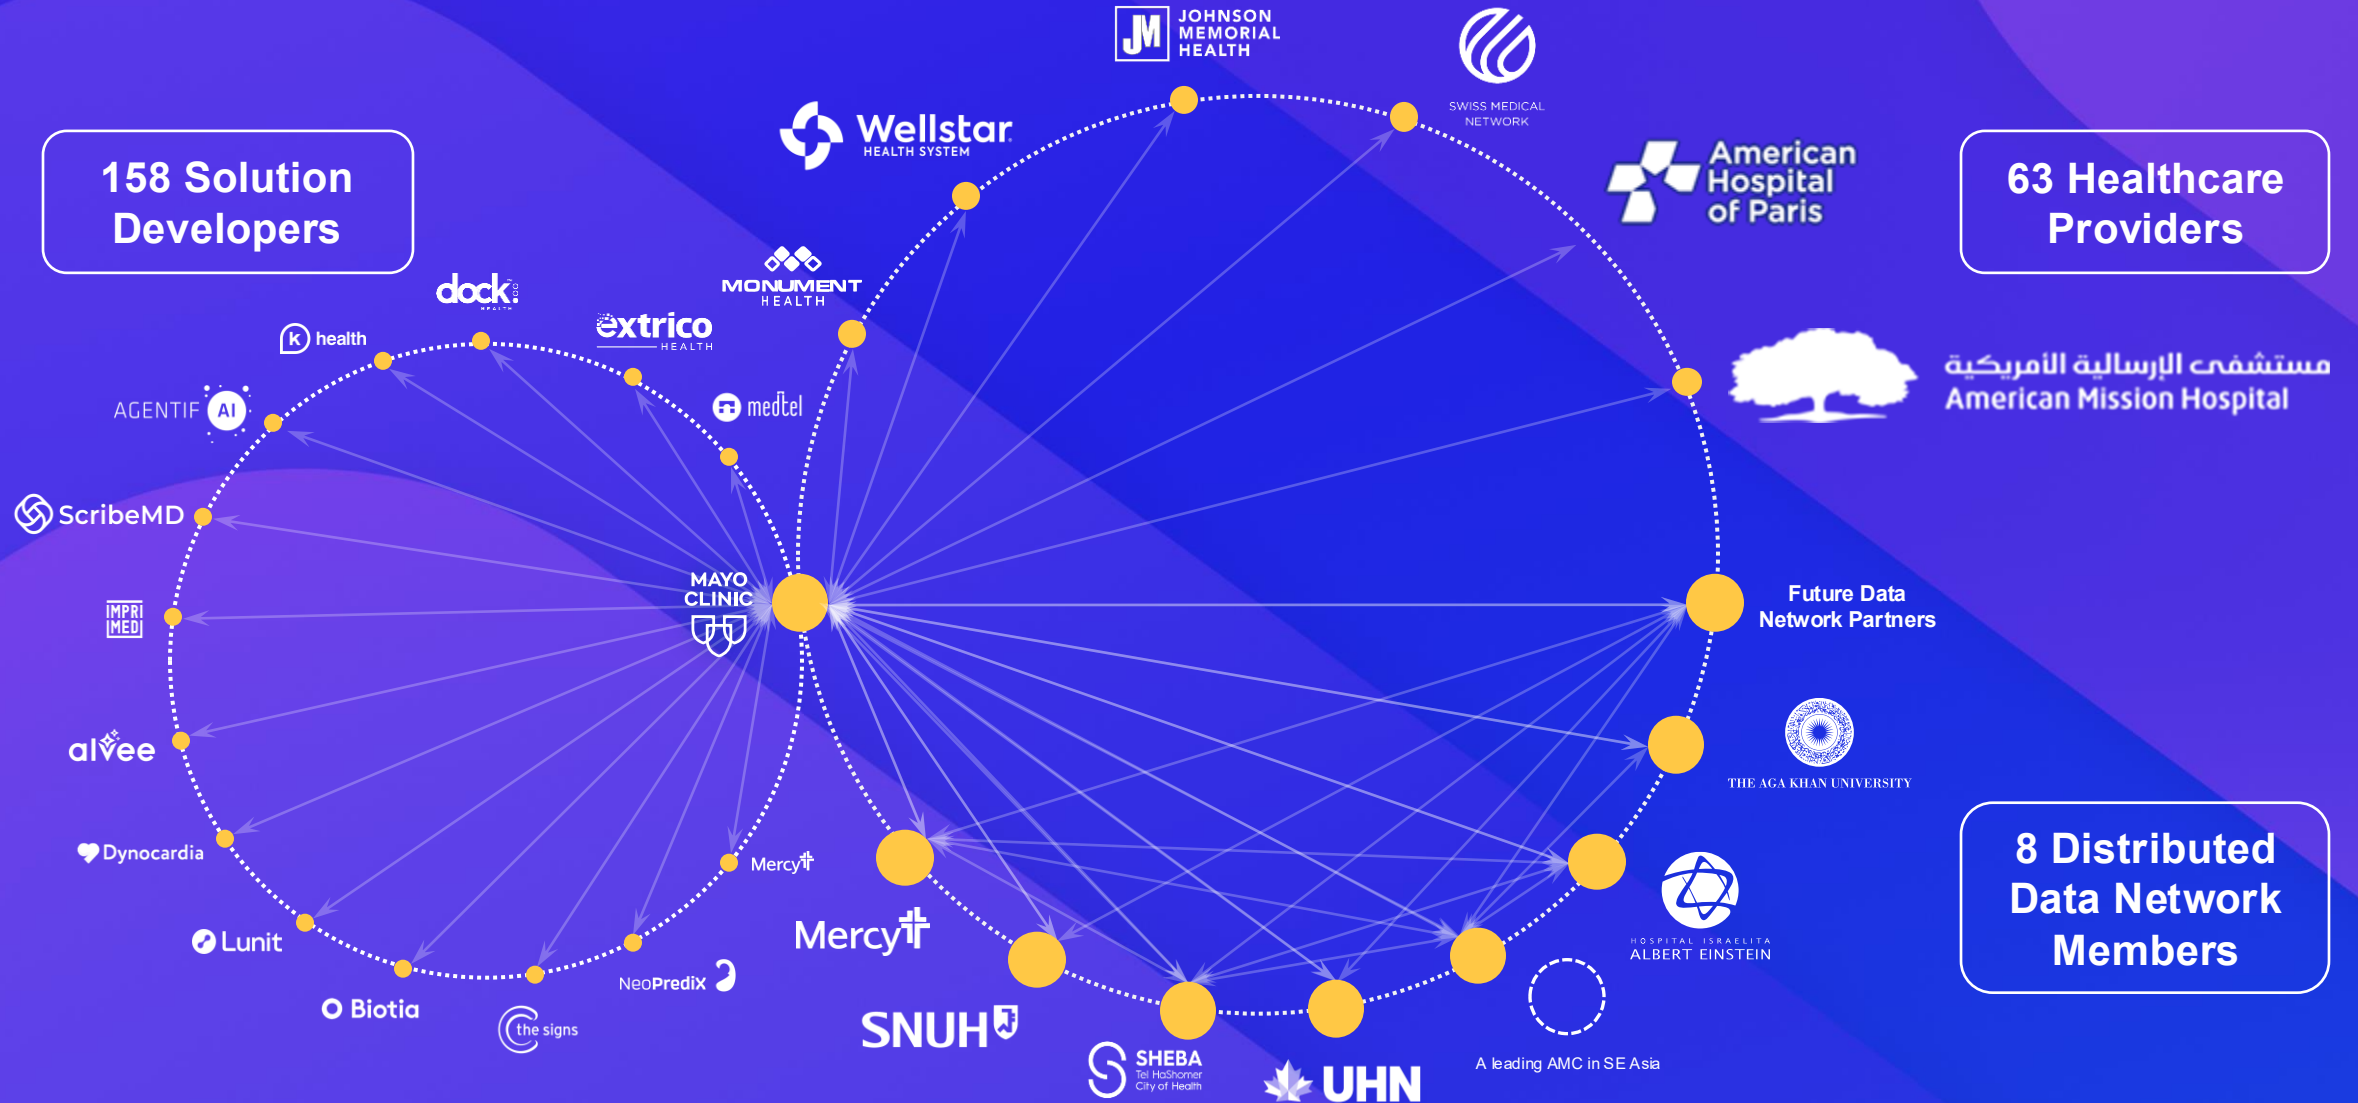 JM
JOHNSON
MEMORIAL
HEALTH
SWISS MEDICAL
NETWORK
Wellstar
HEALTH SYSTEM
American
Hospital
of Paris
158 Solution
Developers
63 Healthcare
Providers
MONUMENT
HEALTH
dock
HEALTH
extrico
HEALTH
k health
medtel
AGENTIF AI
مستشفى الإرسالية الأمريكية
American Mission Hospital
ScribeMD
MAYO
CLINIC
IMPRI
MED
Future Data
Network Partners
alvee
THE AGA KHAN UNIVERSITY
Dynocardia
Mercy
8 Distributed
Data Network
Members
Mercy
Lunit
HOSPITAL ISRAELITA
ALBERT EINSTEIN
NeoPrediX
Biotia
C the signs
SNUH
SHEBA
Tel HaShomer
City of Health
UHN
A leading AMC in SE Asia